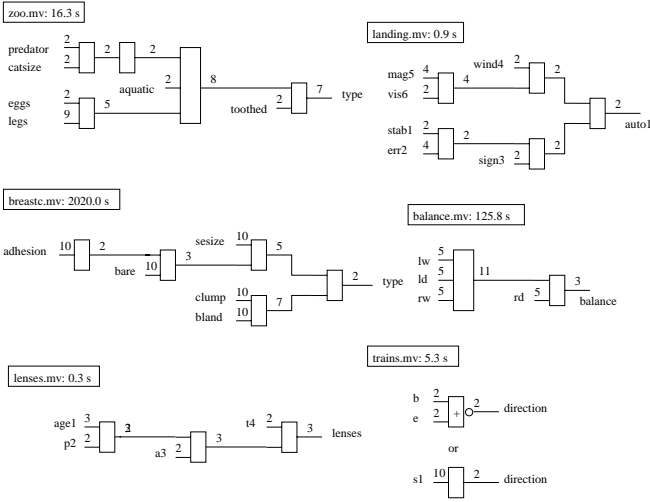 zoo.mv: 16.3 s
predator 2
catsize 2
2
2
aquatic 2
eggs 2
legs 9
5
8
toothed 2
7
type
landing.mv: 0.9 s
mag5 4
vis6 2
4
wind4 2
2
stab1 2
err2 4
2
sign3 2
2
2
auto1
breastc.mv: 2020.0 s
adhesion 10
2
bare 10
3
sesize 10
5
clump 10
bland 10
7
2
type
balance.mv: 125.8 s
lw 5
ld 5
rw 5
11
rd 5
3
balance
lenses.mv: 0.3 s
age1 3
p2 2
a3 2
3
t4 2
3
lenses
trains.mv: 5.3 s
b 2
e 2
+
2
direction
or
s1 10
2
direction